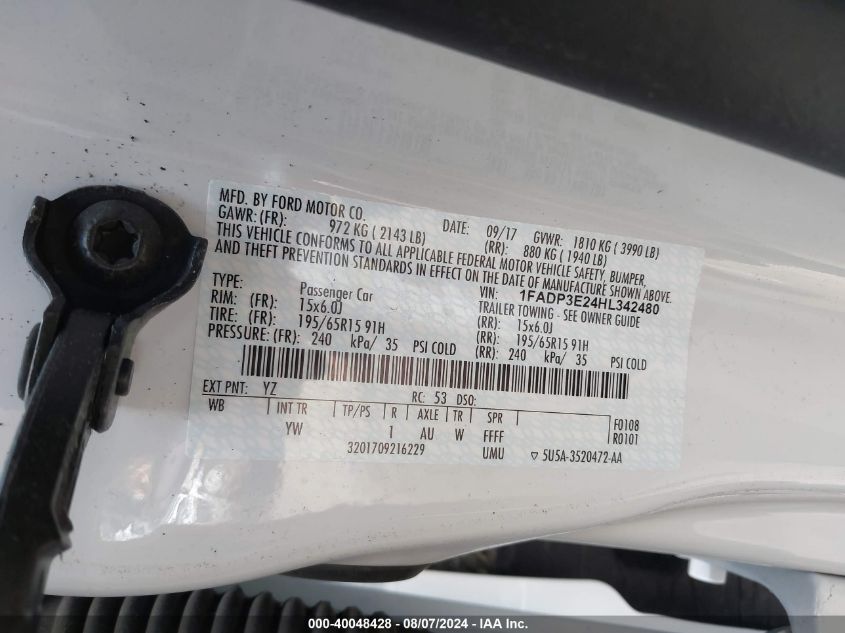 MFD. BY FORD MOTOR CO.
DATE: 09/17 GVWR: 1810 KG ( 3990 LB)
GAWR: (FR): 972 KG ( 2143 LB) (RR): 880 KG ( 1940 LB)
THIS VEHICLE CONFORMS TO ALL APPLICABLE FEDERAL MOTOR VEHICLE SAFETY, BUMPER,
AND THEFT PREVENTION STANDARDS IN EFFECT ON THE DATE OF MANUFACTURE SHOWN ABOVE.
VIN: 1FADP3E24HL342480
TYPE: Passenger Car TRAILER TOWING - SEE OWNER GUIDE
RIM: (FR): 15x6.0J (RR): 15x6.0J
TIRE: (FR): 195/65R15 91H (RR): 195/65R15 91H
PRESSURE: (FR): 240 kPa/ 35 PSI COLD (RR): 240 kPa/ 35 PSI COLD
EXT PNT: YZ RC: 53 DSO:
WB INT TR TP/PS R AXLE TR SPR F0108
YW 1 AU W FFFF R0101
3201709216229 UMU ▽ 5U5A-3520472-AA
000-40048428 - 08/07/2024 - © IAA Inc.